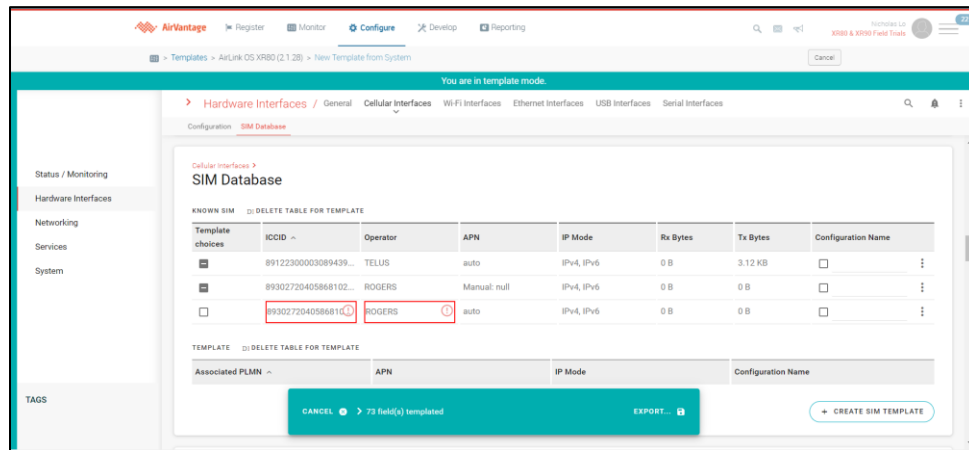 AirVantage Register Monitor Configure Develop Reporting
Nicholas Lo
XR80 & XR90 Field Trials
22
> Templates > AirLink OS XR80 (2.1.28) > New Template from System
Cancel
You are in template mode.
> Hardware Interfaces / General Cellular Interfaces Wi-Fi Interfaces Ethernet Interfaces USB Interfaces Serial Interfaces
Configuration SIM Database
Status / Monitoring
Hardware Interfaces
Networking
Services
System
TAGS
Cellular Interfaces >
SIM Database
KNOWN SIM DELETE TABLE FOR TEMPLATE
Template choices ICCID Operator APN IP Mode Rx Bytes Tx Bytes Configuration Name
89122300003089439... TELUS auto IPv4, IPv6 0 B 3.12 KB
89302720405868102... ROGERS Manual: null IPv4, IPv6 0 B 0 B
8930272040586810 ROGERS auto IPv4, IPv6 0 B 0 B
TEMPLATE DELETE TABLE FOR TEMPLATE
Associated PLMN APN IP Mode Configuration Name
CANCEL > 73 field(s) templated EXPORT...
+ CREATE SIM TEMPLATE